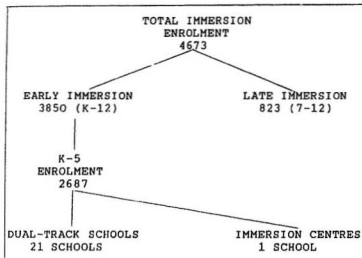 TOTAL IMMERSION
ENROLMENT
4673
EARLY IMMERSION
3850 (K-12)
LATE IMMERSION
823 (7-12)
K-5
ENROLMENT
2687
DUAL-TRACK SCHOOLS
21 SCHOOLS
IMMERSION CENTRES
1 SCHOOL